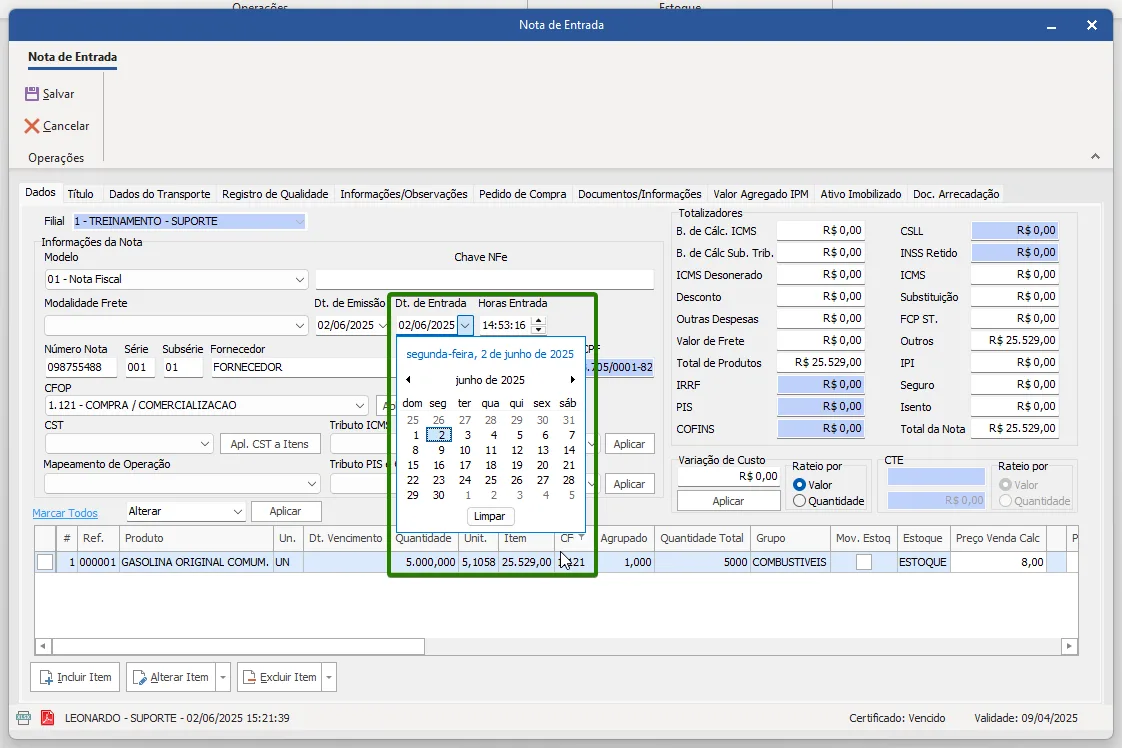 Nota de Entrada
Nota de Entrada
Salvar
Cancelar
Operações
Dados Título Dados do Transporte Registro de Qualidade Informações/Observações Pedido de Compra Documentos/Informações Valor Agregado IPM Ativo Imobilizado Doc. Arrecadação
Filial 1 - TREINAMENTO - SUPORTE
Informações da Nota
Modelo Chave NFe
01 - Nota Fiscal
Modalidade Frete Dt. de Emissão Dt. de Entrada Horas Entrada
02/06/2025 02/06/2025 14:53:16
Número Nota Série Subsérie Fornecedor
098755488 001 01 FORNECEDOR .705/0001-82
CFOP
1.121 - COMPRA / COMERCIALIZACAO
CST Tributo ICMS
Apl. CST a Itens Aplicar
Mapeamento de Operação Tributo PIS
Aplicar
segunda-feira, 2 de junho de 2025
junho de 2025
dom seg ter qua qui sex sáb
25 26 27 28 29 30 31
1 2 3 4 5 6 7
8 9 10 11 12 13 14
15 16 17 18 19 20 21
22 23 24 25 26 27 28
29 30 1 2 3 4 5
Limpar
Totalizadores
B. de Cálc. ICMS R$ 0,00 CSLL R$ 0,00
B. de Cálc Sub. Trib. R$ 0,00 INSS Retido R$ 0,00
ICMS Desonerado R$ 0,00 ICMS R$ 0,00
Desconto R$ 0,00 Substituição R$ 0,00
Outras Despesas R$ 0,00 FCP ST. R$ 0,00
Valor de Frete R$ 0,00 Outros R$ 25.529,00
Total de Produtos R$ 25.529,00 IPI R$ 0,00
IRRF R$ 0,00 Seguro R$ 0,00
PIS R$ 0,00 Isento R$ 0,00
COFINS R$ 0,00 Total da Nota R$ 25.529,00
Variação de Custo Rateio por CTE Rateio por
R$ 0,00 Valor Valor
Aplicar Quantidade R$ 0,00 Quantidade
Marcar Todos Alterar Aplicar
# Ref. Produto Un. Dt. Vencimento Quantidade Unit. Item CF Agrupado Quantidade Total Grupo Mov. Estoq Estoque Preço Venda Calc P
1 000001 GASOLINA ORIGINAL COMUM. UN 5.000,000 5,1058 25.529,00 1,000 5000 COMBUSTIVEIS ESTOQUE 8,00
Incluir Item Alterar Item Excluir Item
LEONARDO - SUPORTE - 02/06/2025 15:21:39 Certificado: Vencido Validade: 09/04/2025